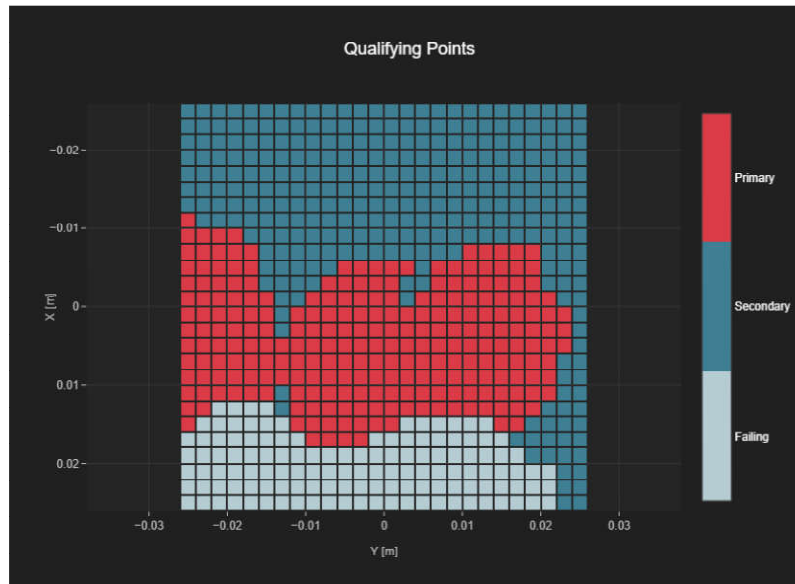 Qualifying Points
−0.02
−0.01
0
0.01
0.02
X [m]
−0.03
−0.02
−0.01
0
0.01
0.02
0.03
Y [m]
Primary
Secondary
Failing